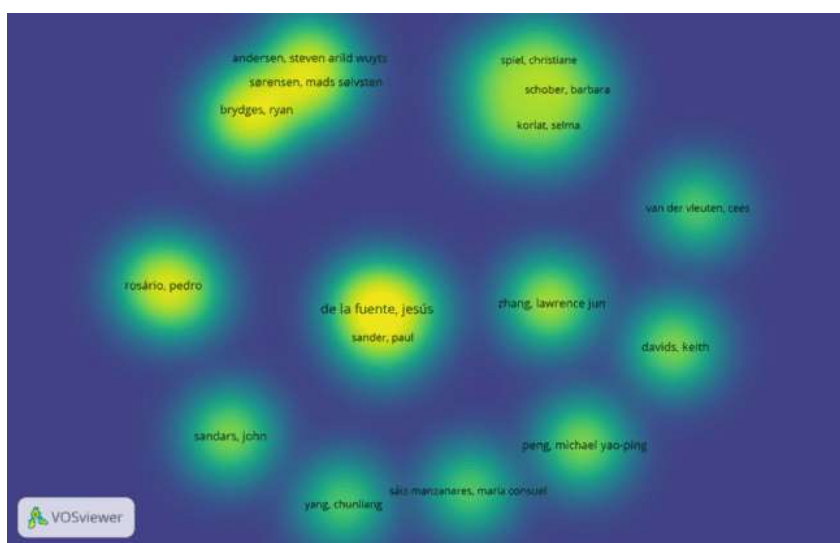 andersen, steven arild wuyts
sørensen, mads sølvsten
brydges, ryan
spiel, christiane
schober, barbara
korlat, selma
van der vleuten, cees
rosário, pedro
de la fuente, jesús
sander, paul
zhang, lawrence jun
davids, keith
sandars, john
peng, michael yao-ping
yang, chunliang
sáiz-manzanares, maría consuel
VOSviewer